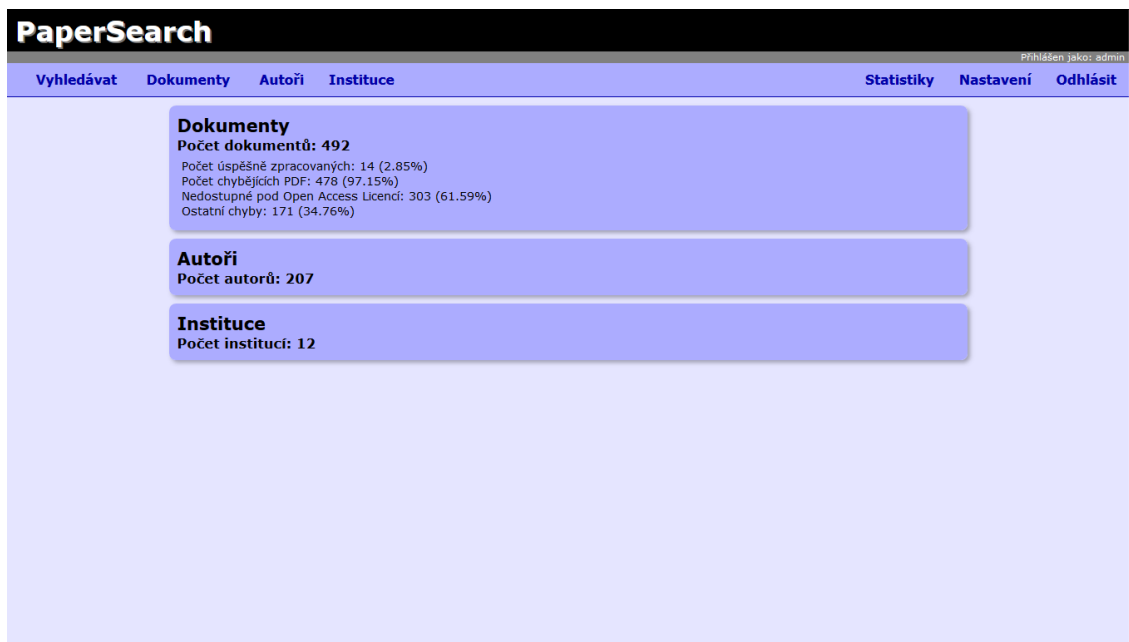 PaperSearch
Přihlášen jako: admin
Vyhledávat Dokumenty Autoři Instituce Statistiky Nastavení Odhlásit
Dokumenty
Počet dokumentů: 492
Počet úspěšně zpracovaných: 14 (2.85%)
Počet chybějících PDF: 478 (97.15%)
Nedostupné pod Open Access Licencí: 303 (61.59%)
Ostatní chyby: 171 (34.76%)
Autoři
Počet autorů: 207
Instituce
Počet institucí: 12